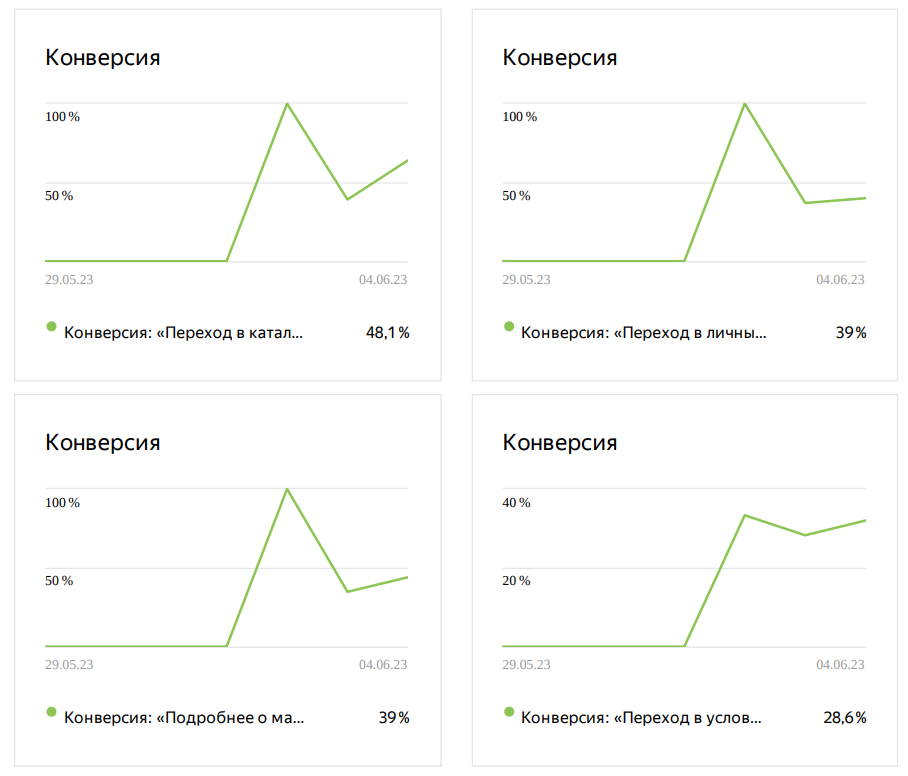 Конверсия
100 %
50 %
29.05.23 04.06.23
Конверсия: «Переход в катал... 48,1 %
Конверсия
100 %
50 %
29.05.23 04.06.23
Конверсия: «Переход в личны... 39 %
Конверсия
100 %
50 %
29.05.23 04.06.23
Конверсия: «Подробнее о ма... 39 %
Конверсия
40 %
20 %
29.05.23 04.06.23
Конверсия: «Переход в услов... 28,6 %